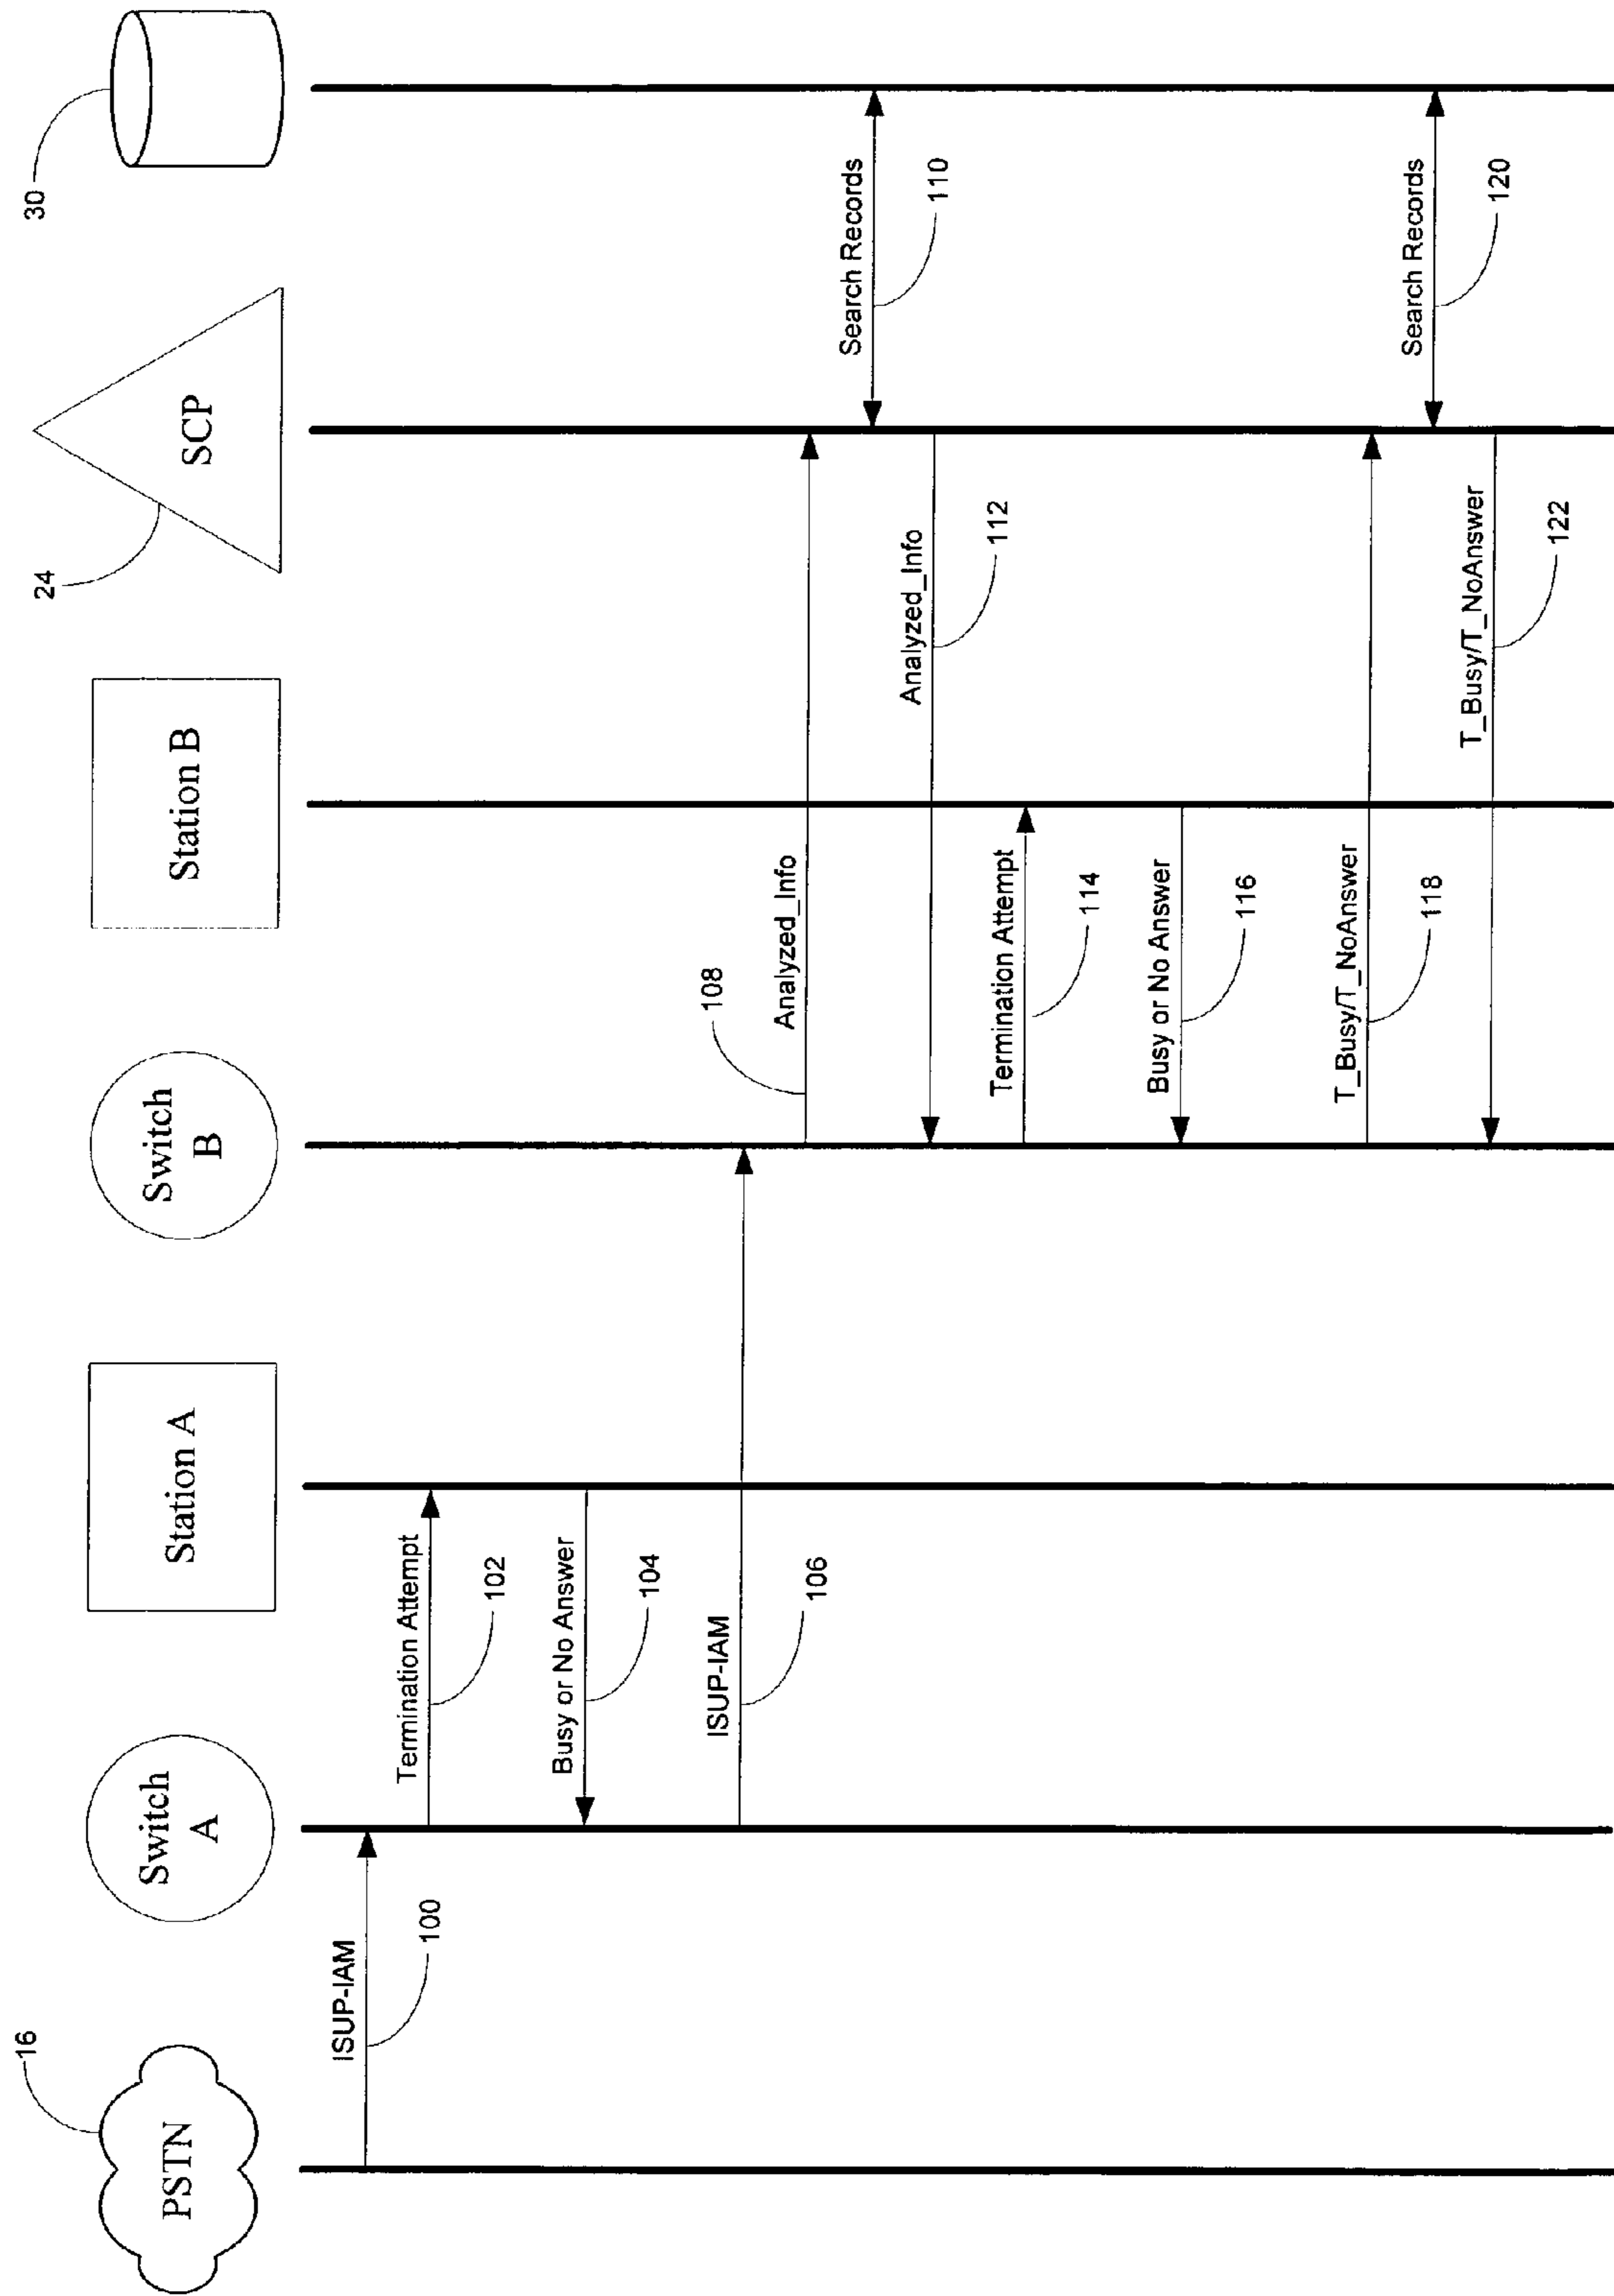 16
PSTN
Switch
A
Station A
Switch
B
Station B
24
SCP
30
ISUP-IAM
100
Termination Attempt
102
Busy or No Answer
104
ISUP-IAM
106
108
Analyzed_Info
Search Records
110
Analyzed_Info
112
Termination Attempt
114
Busy or No Answer
116
T_Busy/T_NoAnswer
118
Search Records
120
T_Busy/T_NoAnswer
122